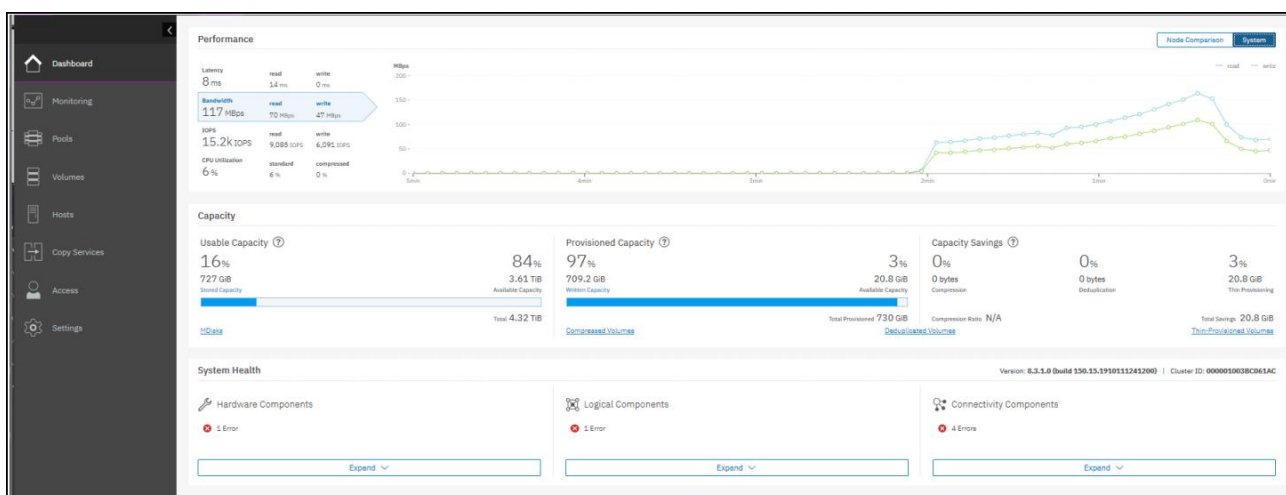 Dashboard
Monitoring
Pools
Volumes
Hosts
Copy Services
Access
Settings
Performance
Node Comparison System
Latency read write
8 ms 14 ms 0 ms
Bandwidth read write
117 MBps 70 MBps 47 MBps
IOPS read write
15.2k IOPS 9,085 IOPS 6,091 IOPS
CPU Utilization standard compressed
6 % 6 % 0 %
MBps
read write
200
150
100
50
0
5min 4min 3min 2min 1min 0min
Capacity
Usable Capacity ?
16% 84%
727 GiB 3.61 TiB
Stored Capacity Available Capacity
Total 4.32 TiB
MDisks
Provisioned Capacity ?
97% 3%
709.2 GiB 20.8 GiB
Written Capacity Available Capacity
Total Provisioned 730 GiB
Compressed Volumes Deduplicated Volumes
Capacity Savings ?
0% 0% 3%
0 bytes 0 bytes 20.8 GiB
Compression Deduplication Thin Provisioning
Compression Ratio N/A Total Savings 20.8 GiB
Thin-Provisioned Volumes
System Health
Version: 8.3.1.0 (build 150.15.1910111241200) | Cluster ID: 000001003BC061AC
Hardware Components
1 Error
Expand
Logical Components
1 Error
Expand
Connectivity Components
4 Errors
Expand